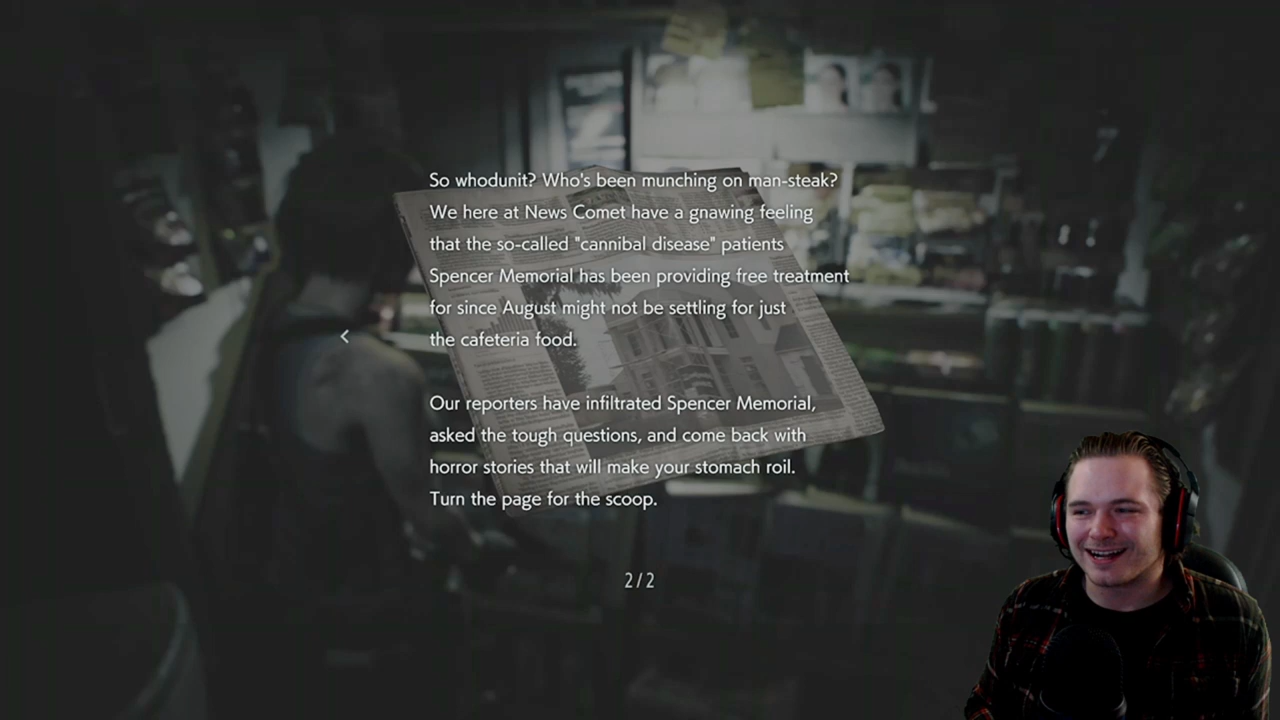 So whodunit? Who's been munching on man-steak?
We here at News Comet have a gnawing feeling
that the so-called "cannibal disease" patients
Spencer Memorial has been providing free treatment
for since August might not be settling for just
the cafeteria food.
Our reporters have infiltrated Spencer Memorial,
asked the tough questions, and come back with
horror stories that will make your stomach roil.
Turn the page for the scoop.
2/2